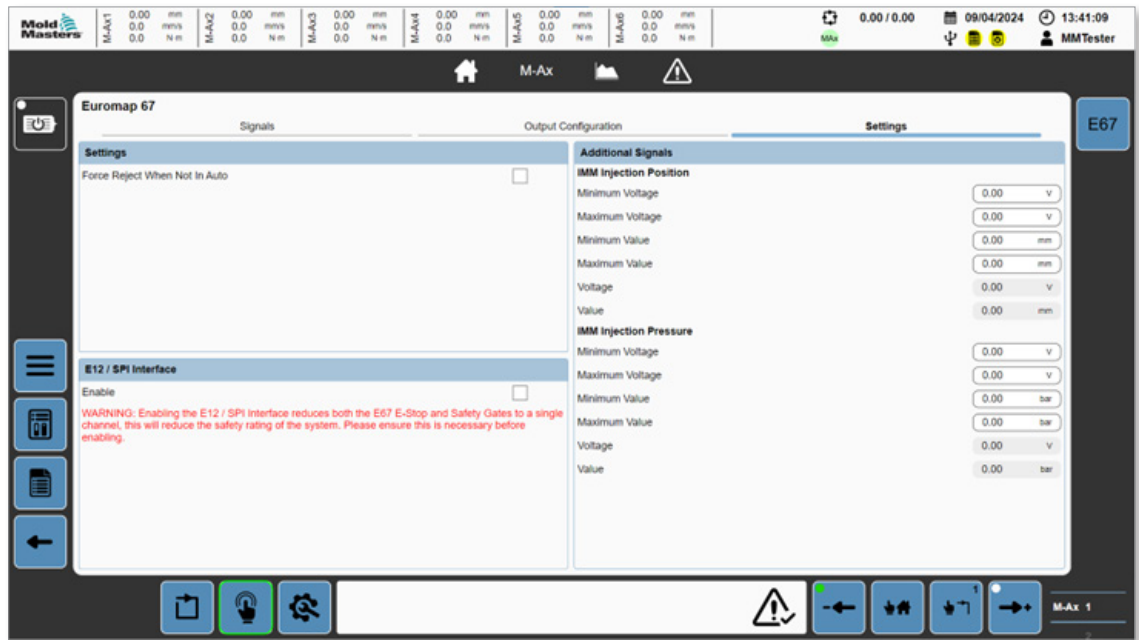 Mold
Masters
M-Ax1
0.00 mm
0.0 mm/s
0.0 N·m
M-Ax2
0.00 mm
0.0 mm/s
0.0 N·m
M-Ax3
0.00 mm
0.0 mm/s
0.0 N·m
M-Ax4
0.00 mm
0.0 mm/s
0.0 N·m
M-Ax5
0.00 mm
0.0 mm/s
0.0 N·m
M-Ax6
0.00 mm
0.0 mm/s
0.0 N·m
MAx
0.00 / 0.00
09/04/2024
13:41:09
MMTester
M-Ax
Euromap 67
Signals
Output Configuration
Settings
E67
Settings
Force Reject When Not In Auto
E12 / SPI Interface
Enable
WARNING: Enabling the E12 / SPI Interface reduces both the E67 E-Stop and Safety Gates to a single
channel, this will reduce the safety rating of the system. Please ensure this is necessary before
enabling.
Additional Signals
IMM Injection Position
Minimum Voltage 0.00 V
Maximum Voltage 0.00 V
Minimum Value 0.00 mm
Maximum Value 0.00 mm
Voltage 0.00 V
Value 0.00 mm
IMM Injection Pressure
Minimum Voltage 0.00 V
Maximum Voltage 0.00 V
Minimum Value 0.00 bar
Maximum Value 0.00 bar
Voltage 0.00 V
Value 0.00 bar
1
M-Ax 1
2